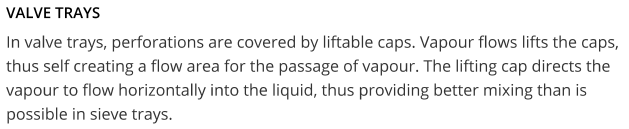 VALVE TRAYS
In valve trays, perforations are covered by liftable caps. Vapour flows lifts the caps,
thus self creating a flow area for the passage of vapour. The lifting cap directs the
vapour to flow horizontally into the liquid, thus providing better mixing than is
possible in sieve trays.